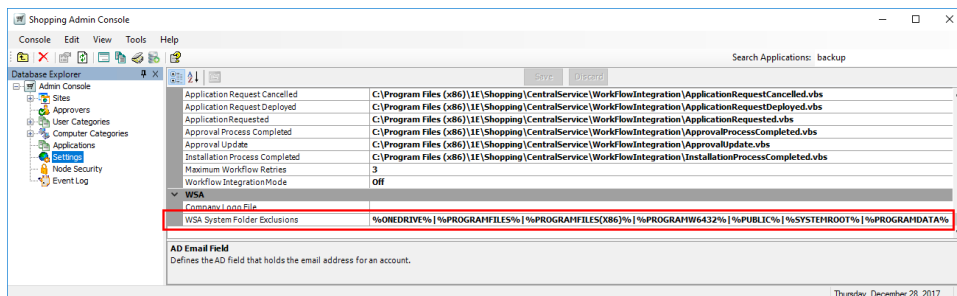 Shopping Admin Console
Console Edit View Tools Help
Search Applications: backup
Database Explorer
Save Discard
Admin Console
Sites
Approvers
User Categories
Computer Categories
Applications
Settings
Node Security
Event Log
Application Request Cancelled C:\Program Files (x86)\1E\Shopping\CentralService\WorkFlowIntegration\ApplicationRequestCancelled.vbs
Application Request Deployed C:\Program Files (x86)\1E\Shopping\CentralService\WorkFlowIntegration\ApplicationRequestDeployed.vbs
Application Requested C:\Program Files (x86)\1E\Shopping\CentralService\WorkFlowIntegration\ApplicationRequested.vbs
Approval Process Completed C:\Program Files (x86)\1E\Shopping\CentralService\WorkFlowIntegration\ApprovalProcessCompleted.vbs
Approval Update C:\Program Files (x86)\1E\Shopping\CentralService\WorkFlowIntegration\ApprovalUpdate.vbs
Installation Process Completed C:\Program Files (x86)\1E\Shopping\CentralService\WorkFlowIntegration\InstallationProcessCompleted.vbs
Maximum Workflow Retries 3
Workflow Integration Mode Off
WSA
Company Logo File
WSA System Folder Exclusions %ONEDRIVE%|%PROGRAMFILES%|%PROGRAMFILES(X86)%|%PROGRAMW6432%|%PUBLIC%|%SYSTEMROOT%|%PROGRAMDATA%
AD Email Field
Defines the AD field that holds the email address for an account.
Thursday, December 28, 2017